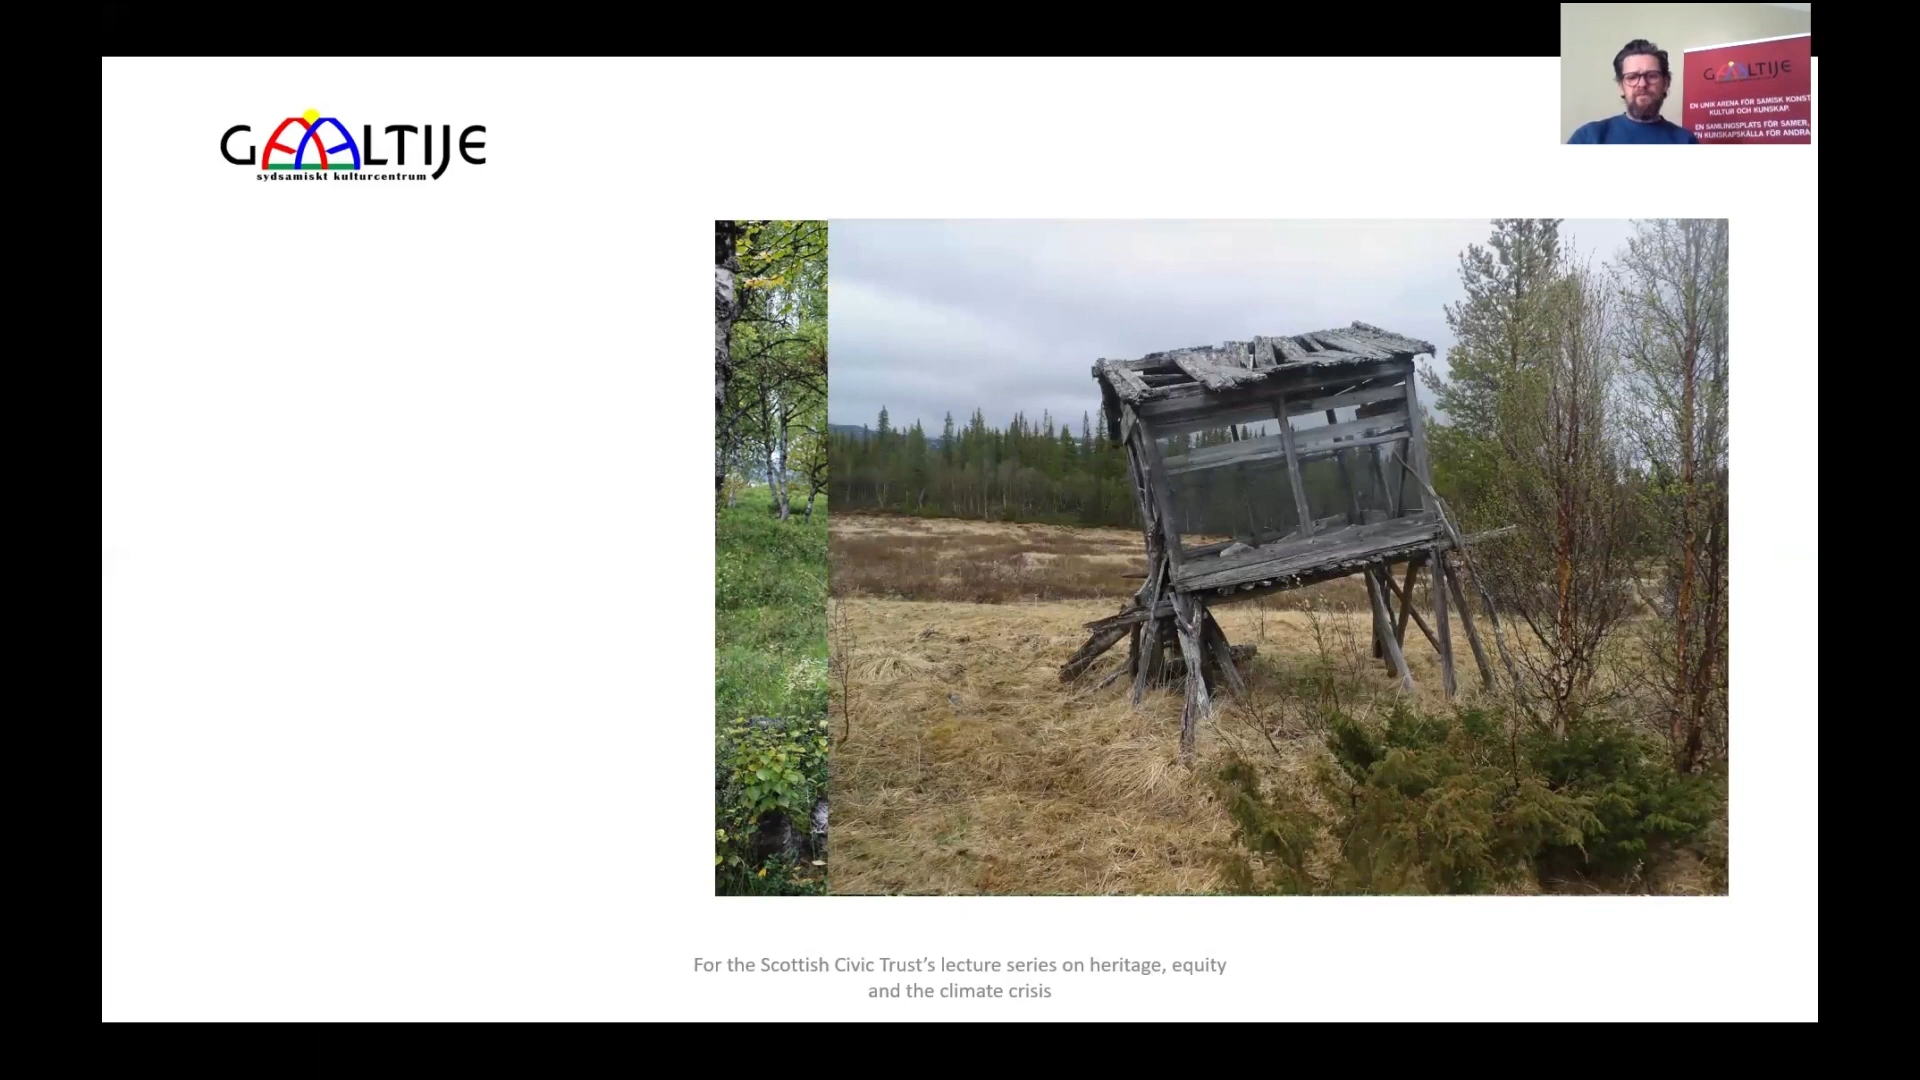 GAALTIJE
sydsamiskt kulturcentrum
GAALTIJE
EN UNIK ARENA FÖR SAMISK KONST
KULTUR OCH KUNSKAP.
EN SAMLINGSPLATS FÖR SAMER,
EN KUNSKAPSKÄLLA FÖR ANDRA
For the Scottish Civic Trust’s lecture series on heritage, equity
and the climate crisis